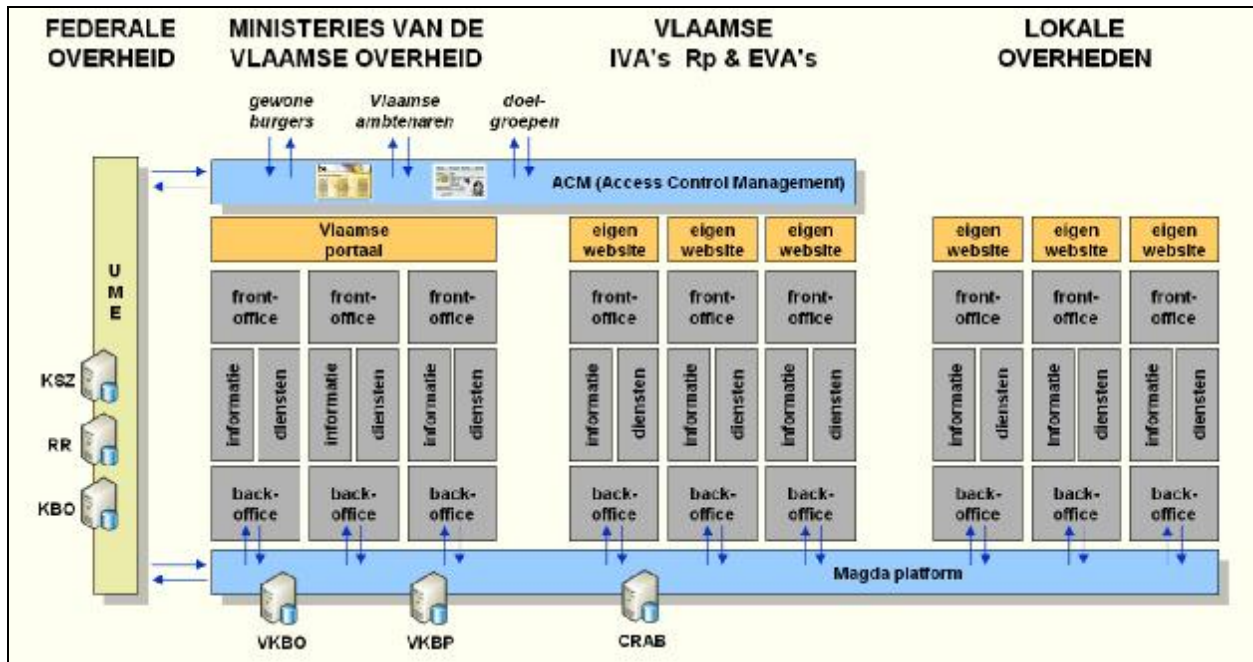 FEDERALE
OVERHEID
MINISTERIES VAN DE
VLAAMSE OVERHEID
VLAAMSE
IVA's Rp & EVA's
LOKALE
OVERHEDEN
gewone
burgers
Vlaamse
ambtenaren
doel-
groepen
ACM (Access Control Management)
Vlaamse
portaal
eigen
website
eigen
website
eigen
website
eigen
website
eigen
website
eigen
website
U
M
E
front-
office
front-
office
front-
office
front-
office
front-
office
front-
office
front-
office
front-
office
front-
office
KSZ
RR
KBO
informatie
diensten
informatie
diensten
informatie
diensten
informatie
diensten
informatie
diensten
informatie
diensten
informatie
diensten
informatie
diensten
informatie
diensten
back-
office
back-
office
back-
office
back-
office
back-
office
back-
office
back-
office
back-
office
back-
office
Magda platform
VKBO
VKBP
CRAB